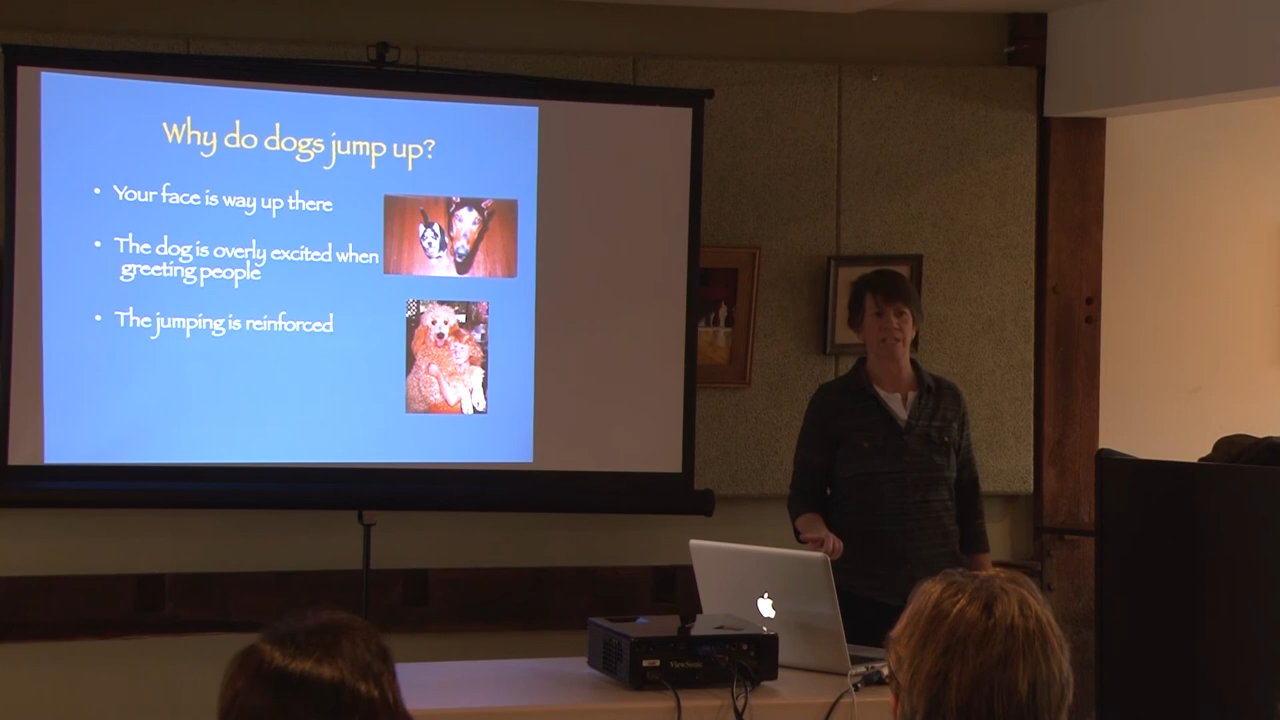 Why do dogs jump up?
• Your face is way up there
• The dog is overly excited when
greeting people
• The jumping is reinforced
ViewSonic